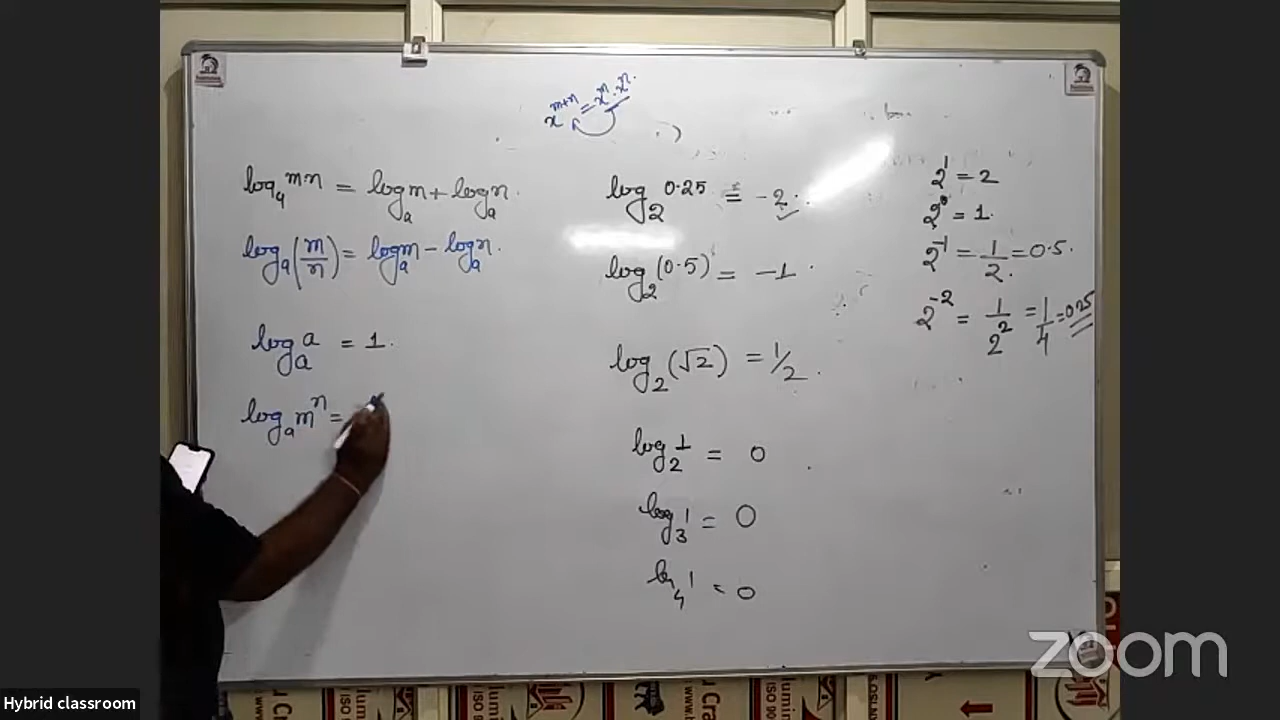 x^{m+n} = x^m . x^n.
log_a^{m.n} = log_a m + log_a n.
log_a (m/n) = log_a m - log_a n.
log_a a = 1.
log_a m^n =
log_2 0.25 = -2.
log_2 (0.5) = -1.
log_2 (√2) = 1/2.
log_2 1 = 0
log_3 1 = 0
log_4 1 = 0
2^1 = 2
2^0 = 1.
2^{-1} = 1/2. = 0.5.
2^{-2} = 1/2^2 = 1/4 = 0.25
zoom
Hybrid classroom